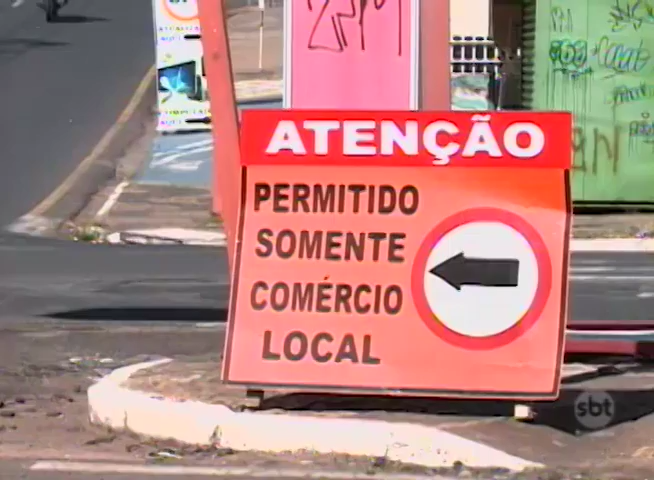 ATENÇÃO
PERMITIDO
SOMENTE
COMÉRCIO
LOCAL
sbt